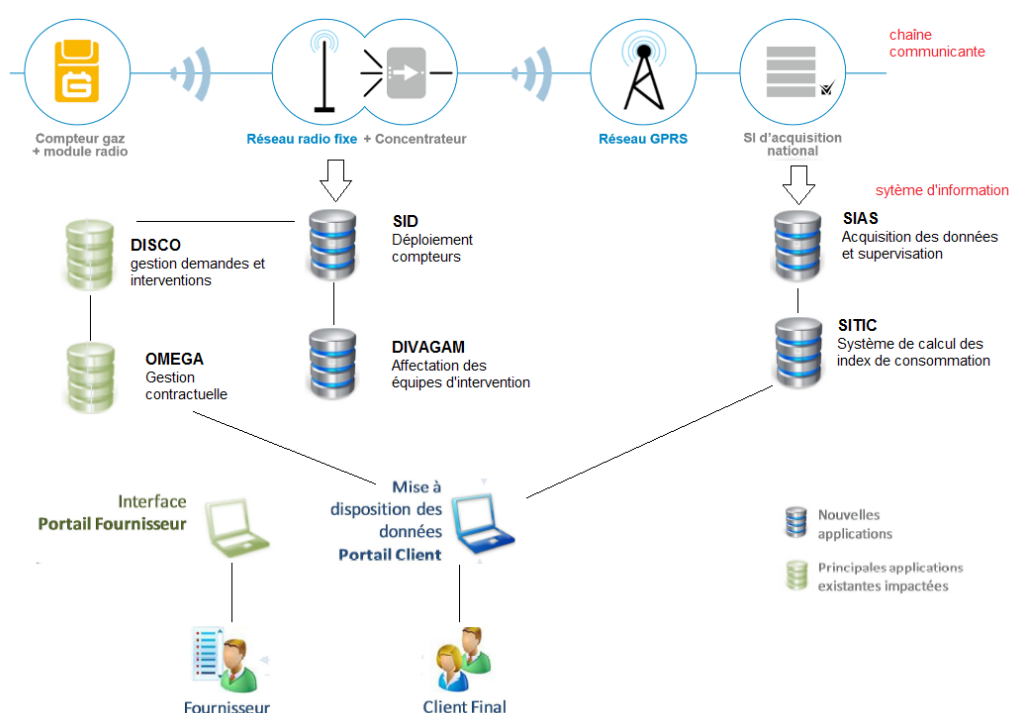 chaîne
communicante
Compteur gaz
+ module radio
Réseau radio fixe + Concentrateur
Réseau GPRS
SI d'acquisition
national
sytème d'information
DISCO
gestion demandes et
interventions
SID
Déploiement
compteurs
SIAS
Acquisition des données
et supervisation
OMEGA
Gestion
contractuelle
DIVAGAM
Affectation des
équipes d'intervention
SITIC
Système de calcul des
index de consommation
Interface
Portail Fournisseur
Mise à
disposition des
données
Portail Client
Nouvelles
applications
Principales applications
existantes impactées
Fournisseur
Client Final